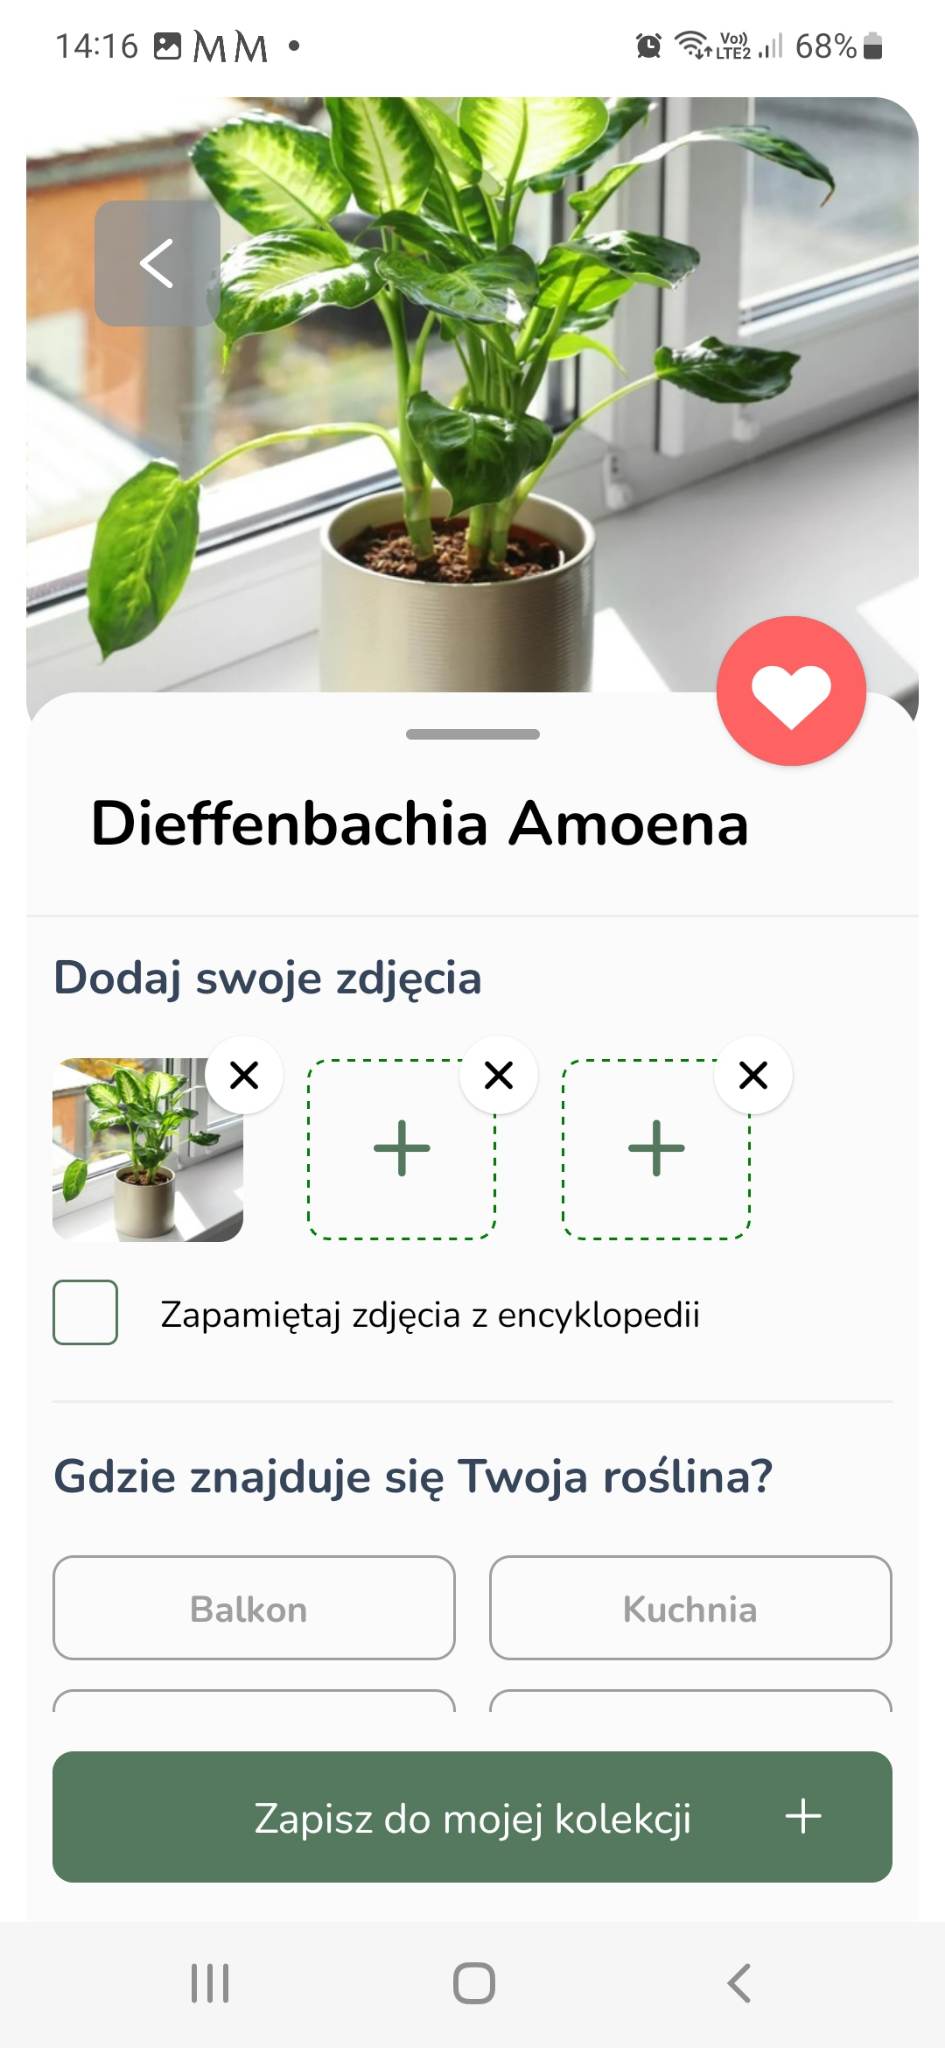 14:16 M M
Vo)) LTE2 68%
Dieffenbachia Amoena
Dodaj swoje zdjęcia
Zapamiętaj zdjęcia z encyklopedii
Gdzie znajduje się Twoja roślina?
Balkon
Kuchnia
Zapisz do mojej kolekcji +